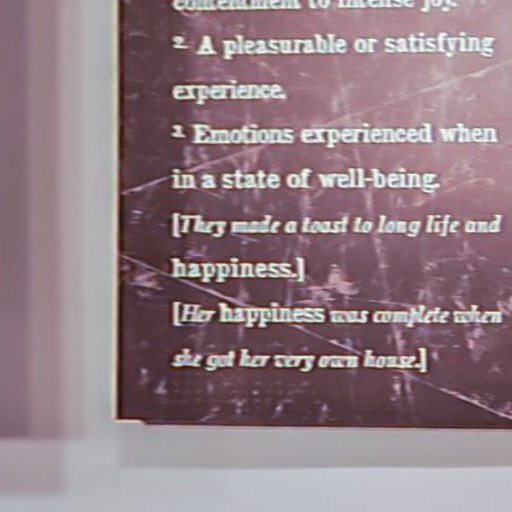 contentment to intense joy.
2. A pleasurable or satisfying
experience.
3. Emotions experienced when
in a state of well-being.
[They made a toast to long life and
happiness.]
[Her happiness was complete when
she got her very own house.]